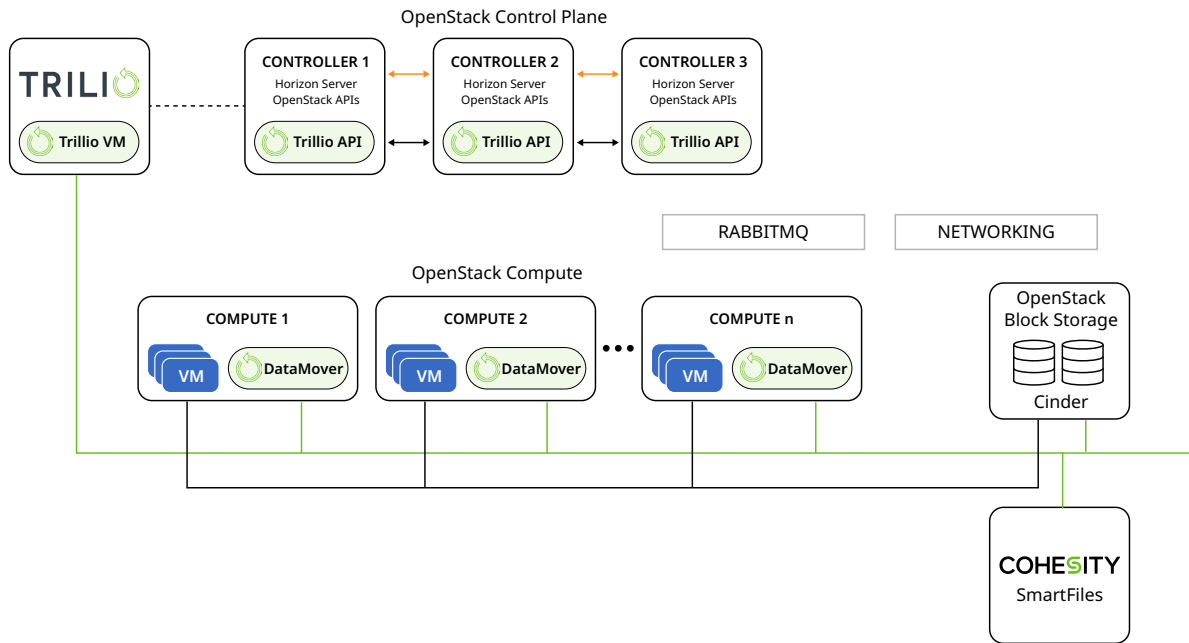 OpenStack Control Plane
TRILIO
Trillio VM
CONTROLLER 1
Horizon Server
OpenStack APIs
Trillio API
CONTROLLER 2
Horizon Server
OpenStack APIs
Trillio API
CONTROLLER 3
Horizon Server
OpenStack APIs
Trillio API
RABBITMQ
NETWORKING
OpenStack Compute
COMPUTE 1
VM
DataMover
COMPUTE 2
VM
DataMover
•••
COMPUTE n
VM
DataMover
OpenStack
Block Storage
Cinder
COHESITY
SmartFiles